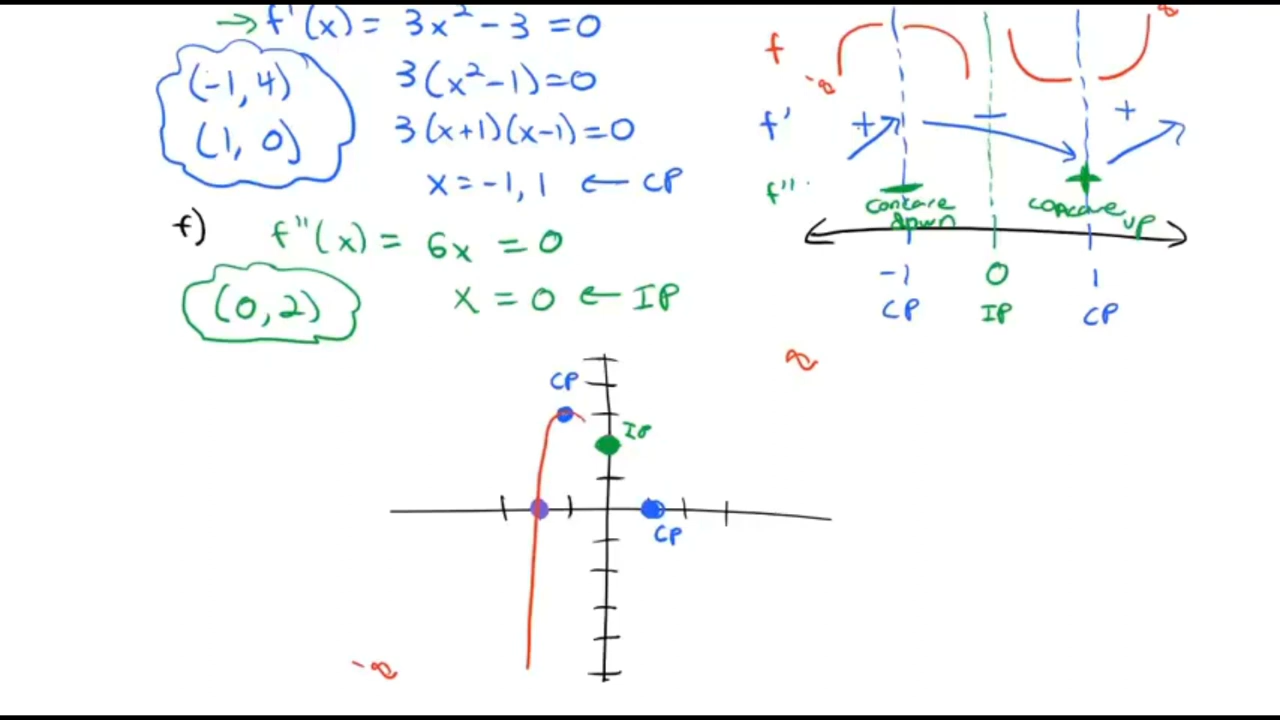 → f'(x) = 3x² - 3 = 0
(-1, 4)
3(x² - 1) = 0
(1, 0)
3(x+1)(x-1) = 0
x = -1, 1 ← CP
f) f''(x) = 6x = 0
(0, 2)
x = 0 ← IP
f
-∞
∞
f' + - +
f''
- +
concave down
concave up
-1 0 1
CP IP CP
∞
CP
IP
CP
-∞